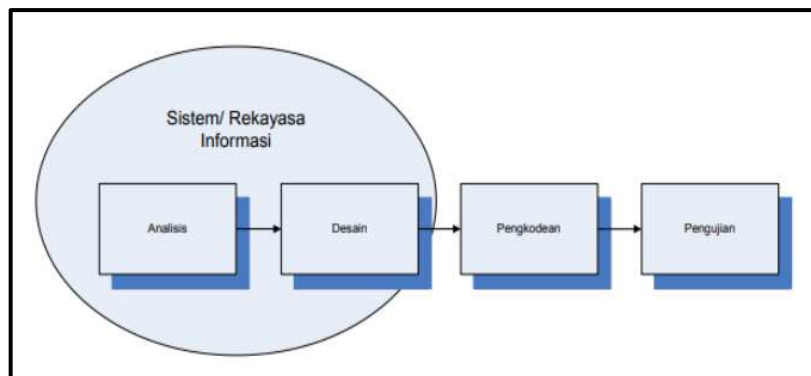 Sistem/ Rekayasa
Informasi
Analisis
Desain
Pengkodean
Pengujian